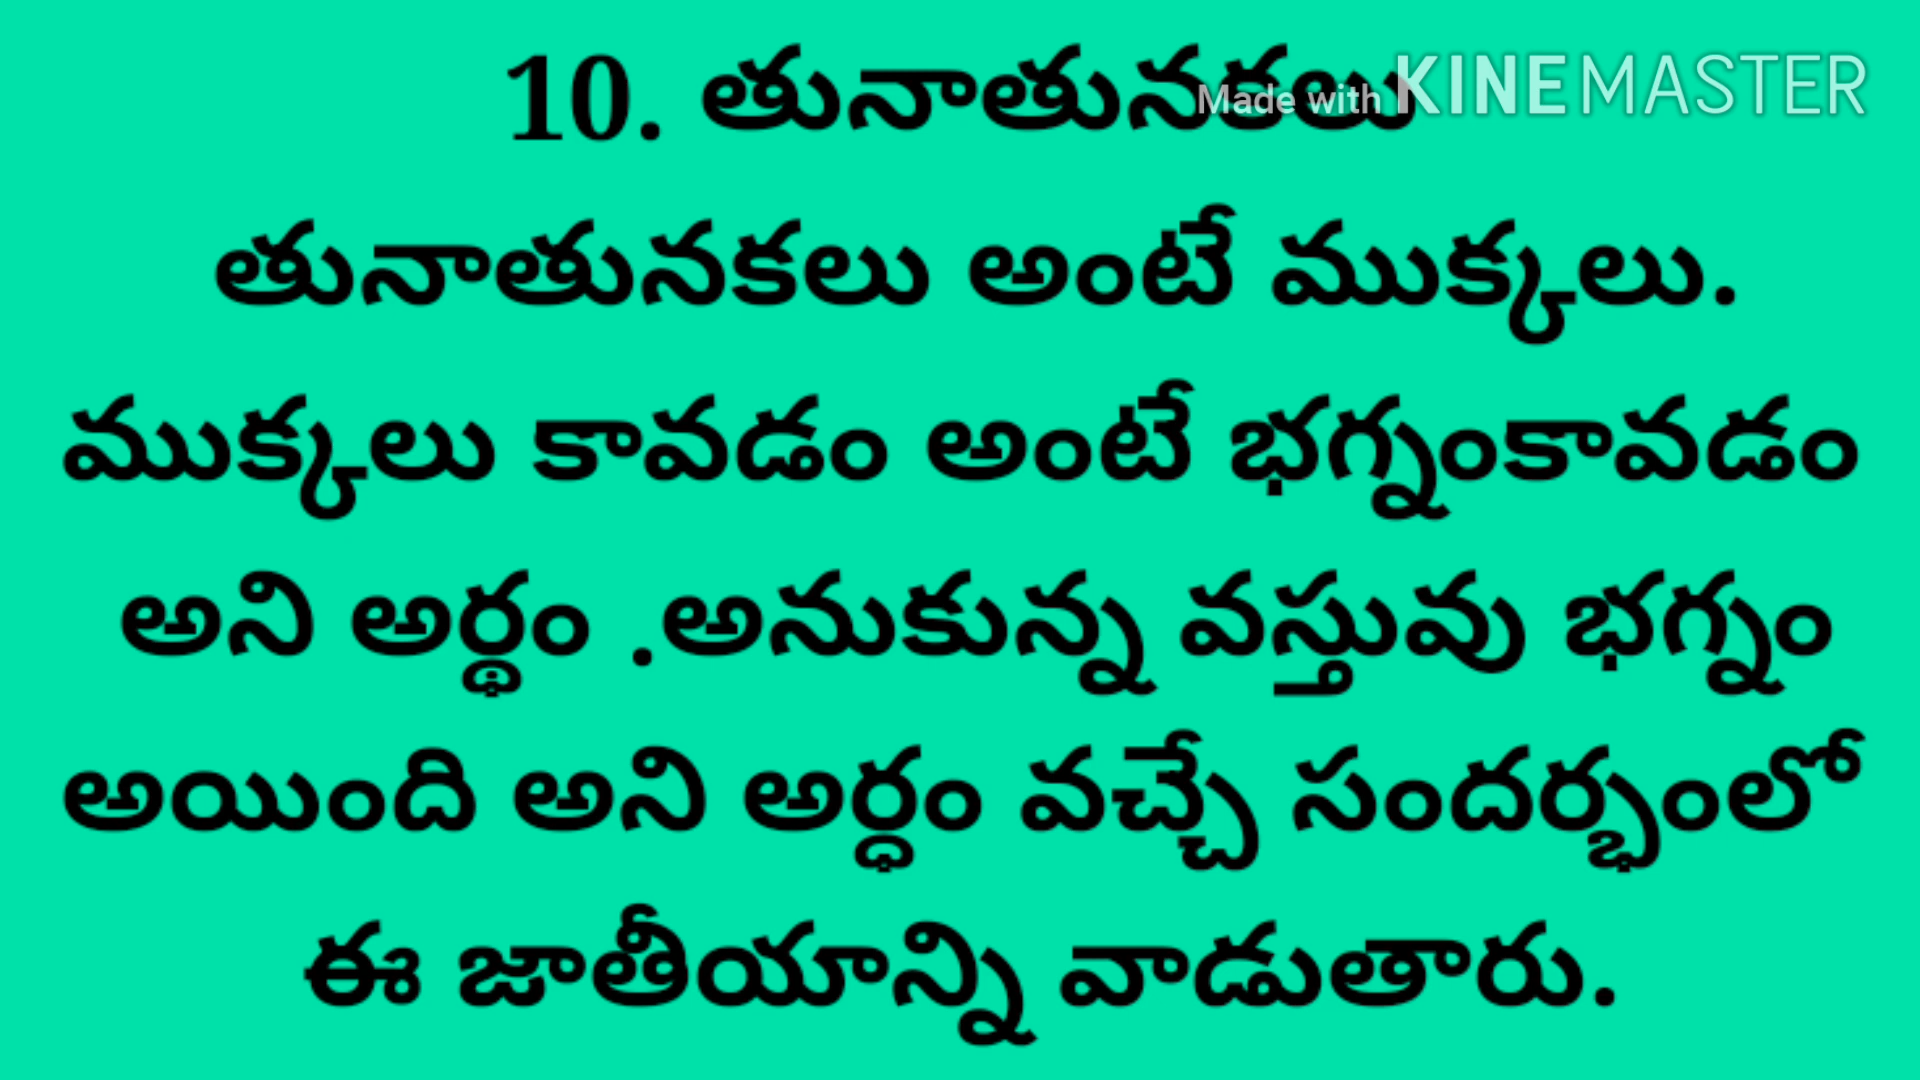 10. తునాతునకలు
Made with KINEMASTER
తునాతునకలు అంటే ముక్కలు.
ముక్కలు కావడం అంటే భగ్నంకావడం
అని అర్థం .అనుకున్న వస్తువు భగ్నం
అయింది అని అర్ధం వచ్చే సందర్భంలో
ఈ జాతీయాన్ని వాడుతారు.